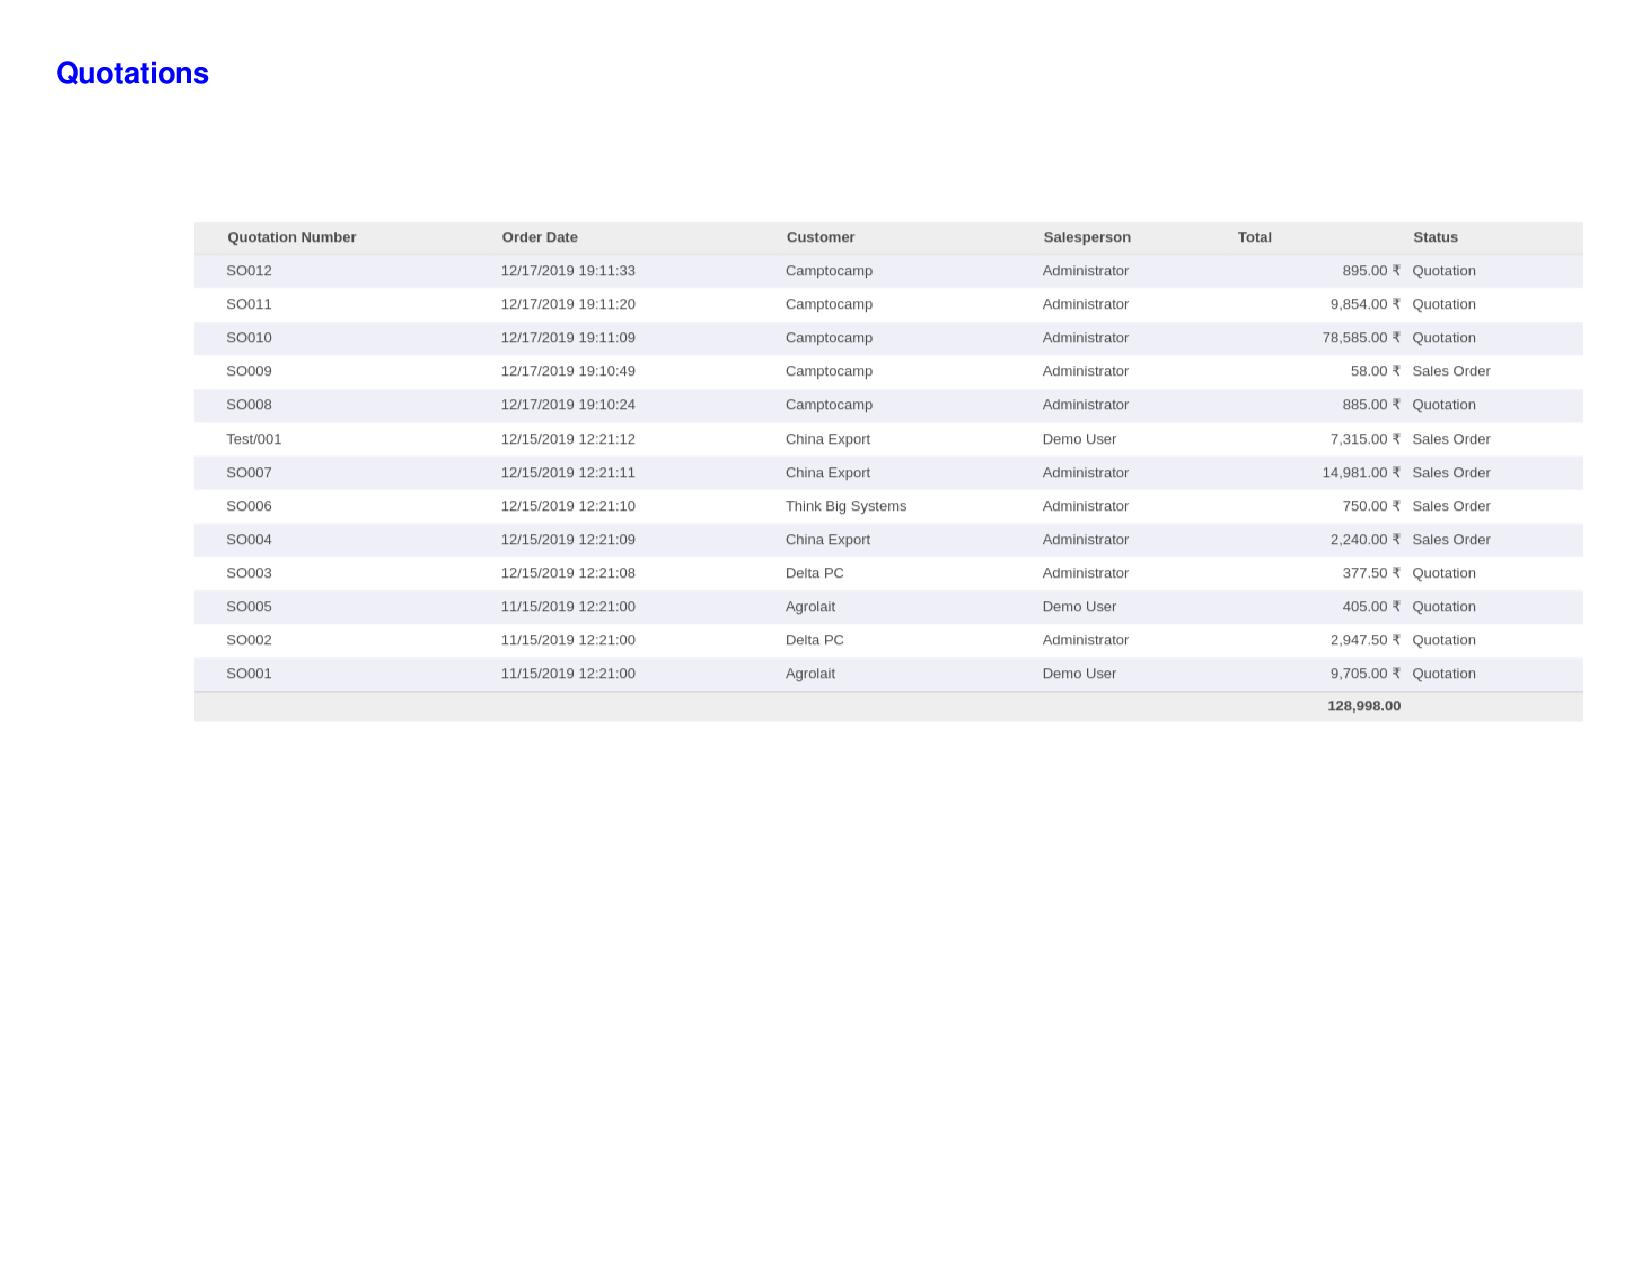 Quotations
Quotation Number Order Date Customer Salesperson Total Status
SO012 12/17/2019 19:11:33 Camptocamp Administrator 895.00 ₹ Quotation
SO011 12/17/2019 19:11:20 Camptocamp Administrator 9,854.00 ₹ Quotation
SO010 12/17/2019 19:11:09 Camptocamp Administrator 78,585.00 ₹ Quotation
SO009 12/17/2019 19:10:49 Camptocamp Administrator 58.00 ₹ Sales Order
SO008 12/17/2019 19:10:24 Camptocamp Administrator 885.00 ₹ Quotation
Test/001 12/15/2019 12:21:12 China Export Demo User 7,315.00 ₹ Sales Order
SO007 12/15/2019 12:21:11 China Export Administrator 14,981.00 ₹ Sales Order
SO006 12/15/2019 12:21:10 Think Big Systems Administrator 750.00 ₹ Sales Order
SO004 12/15/2019 12:21:09 China Export Administrator 2,240.00 ₹ Sales Order
SO003 12/15/2019 12:21:08 Delta PC Administrator 377.50 ₹ Quotation
SO005 11/15/2019 12:21:00 Agrolait Demo User 405.00 ₹ Quotation
SO002 11/15/2019 12:21:00 Delta PC Administrator 2,947.50 ₹ Quotation
SO001 11/15/2019 12:21:00 Agrolait Demo User 9,705.00 ₹ Quotation
128,998.00